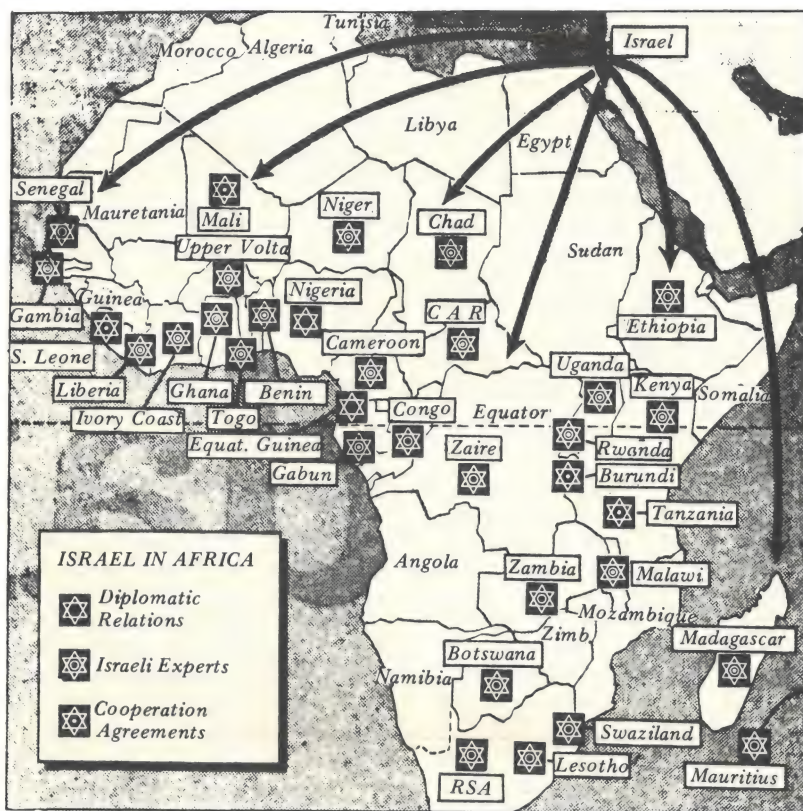 Tunisia
Morocco
Algeria
Israel
Libya
Egypt
Senegal
Mauretania
Mali
Niger
Chad
Sudan
Upper Volta
Guinea
Nigeria
Gambia
C A R
Ethiopia
S. Leone
Cameroon
Liberia
Ghana
Benin
Uganda
Kenya
Somalia
Ivory Coast
Togo
Congo
Equator
Equat. Guinea
Zaire
Rwanda
Gabun
Burundi
Tanzania
Angola
Zambia
Malawi
Mozambique
Zimb.
Madagascar
Botswana
Namibia
Swaziland
Lesotho
RSA
Mauritius
ISRAEL IN AFRICA
Diplomatic
Relations
Israeli Experts
Cooperation
Agreements